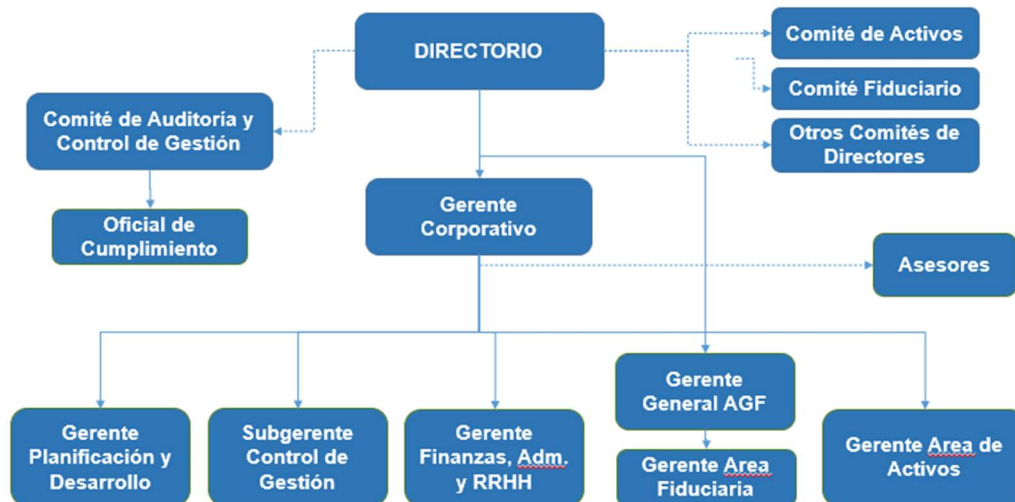 DIRECTORIO
Comité de Activos
Comité Fiduciario
Otros Comités de
Directores
Comité de Auditoría y
Control de Gestión
Oficial de
Cumplimiento
Gerente
Corporativo
Asesores
Gerente
Planificación y
Desarrollo
Subgerente
Control de
Gestión
Gerente
Finanzas, Adm.
y RRHH
Gerente
General AGF
Gerente Area
Fiduciaria
Gerente Area de
Activos